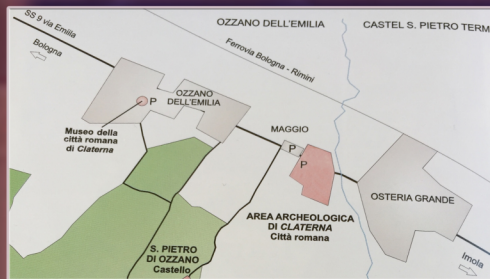 SS 9 via Emilia
Bologna
OZZANO DELL'EMILIA
CASTEL S. PIETRO TERM
Ferrovia Bologna - Rimini
OZZANO
DELL'EMILIA
P
Museo della
città romana
di Claterna
MAGGIO
P
P
OSTERIA GRANDE
AREA ARCHEOLOGICA
DI CLATERNA
Città romana
S. PIETRO
DI OZZANO
Castello
Imola